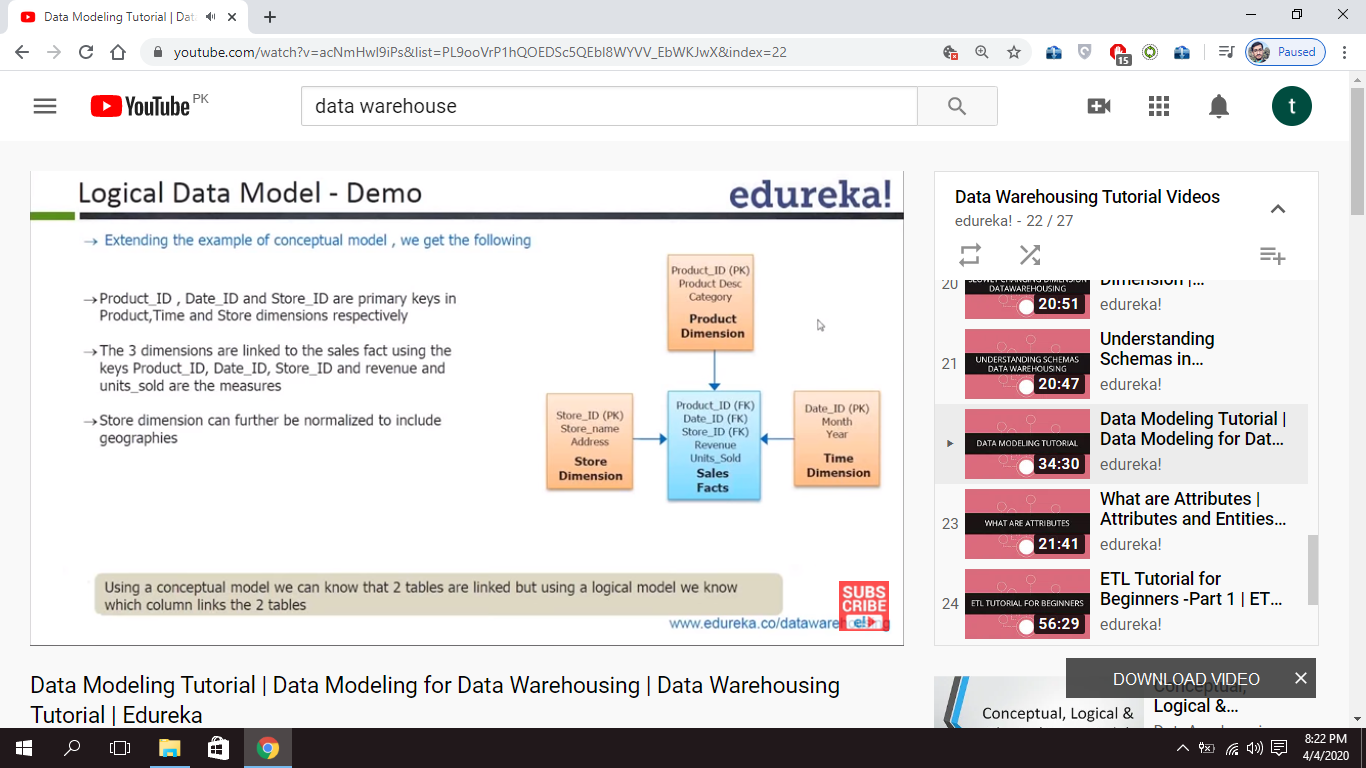 Data Modeling Tutorial | Dat
youtube.com/watch?v=acNmHwI9iPs&list=PL9ooVrP1hQOEDSc5QEbI8WYVV_EbWKJwX&index=22
15
Paused
YouTube PK
data warehouse
t
Logical Data Model - Demo
edureka!
→ Extending the example of conceptual model , we get the following
→ Product_ID , Date_ID and Store_ID are primary keys in
Product,Time and Store dimensions respectively
→ The 3 dimensions are linked to the sales fact using the
keys Product_ID, Date_ID, Store_ID and revenue and
units_sold are the measures
→ Store dimension can further be normalized to include
geographies
Product_ID (PK)
Product Desc
Category
Product
Dimension
Store_ID (PK)
Store_name
Address
Store
Dimension
Product_ID (FK)
Date_ID (FK)
Store_ID (FK)
Revenue
Units_Sold
Sales
Facts
Date_ID (PK)
Month
Year
Time
Dimension
Using a conceptual model we can know that 2 tables are linked but using a logical model we know
which column links the 2 tables
SUBS
CRIBE
e!
www.edureka.co/datawarehousing
Data Modeling Tutorial | Data Modeling for Data Warehousing | Data Warehousing
Tutorial | Edureka
Data Warehousing Tutorial Videos
edureka! - 22 / 27
20
SLOWLY CHANGING DIMENSION
DATAWAREHOUSING
20:51
Dimension |...
edureka!
21
UNDERSTANDING SCHEMAS
DATA WAREHOUSING
20:47
Understanding
Schemas in...
edureka!
DATA MODELING TUTORIAL
34:30
Data Modeling Tutorial |
Data Modeling for Dat...
edureka!
23
WHAT ARE ATTRIBUTES
21:41
What are Attributes |
Attributes and Entities...
edureka!
24
ETL TUTORIAL FOR BEGINNERS
56:29
ETL Tutorial for
Beginners -Part 1 | ET...
edureka!
DOWNLOAD VIDEO
Conceptual, Logical &
Conceptual,
Logical &...
8:22 PM
4/4/2020